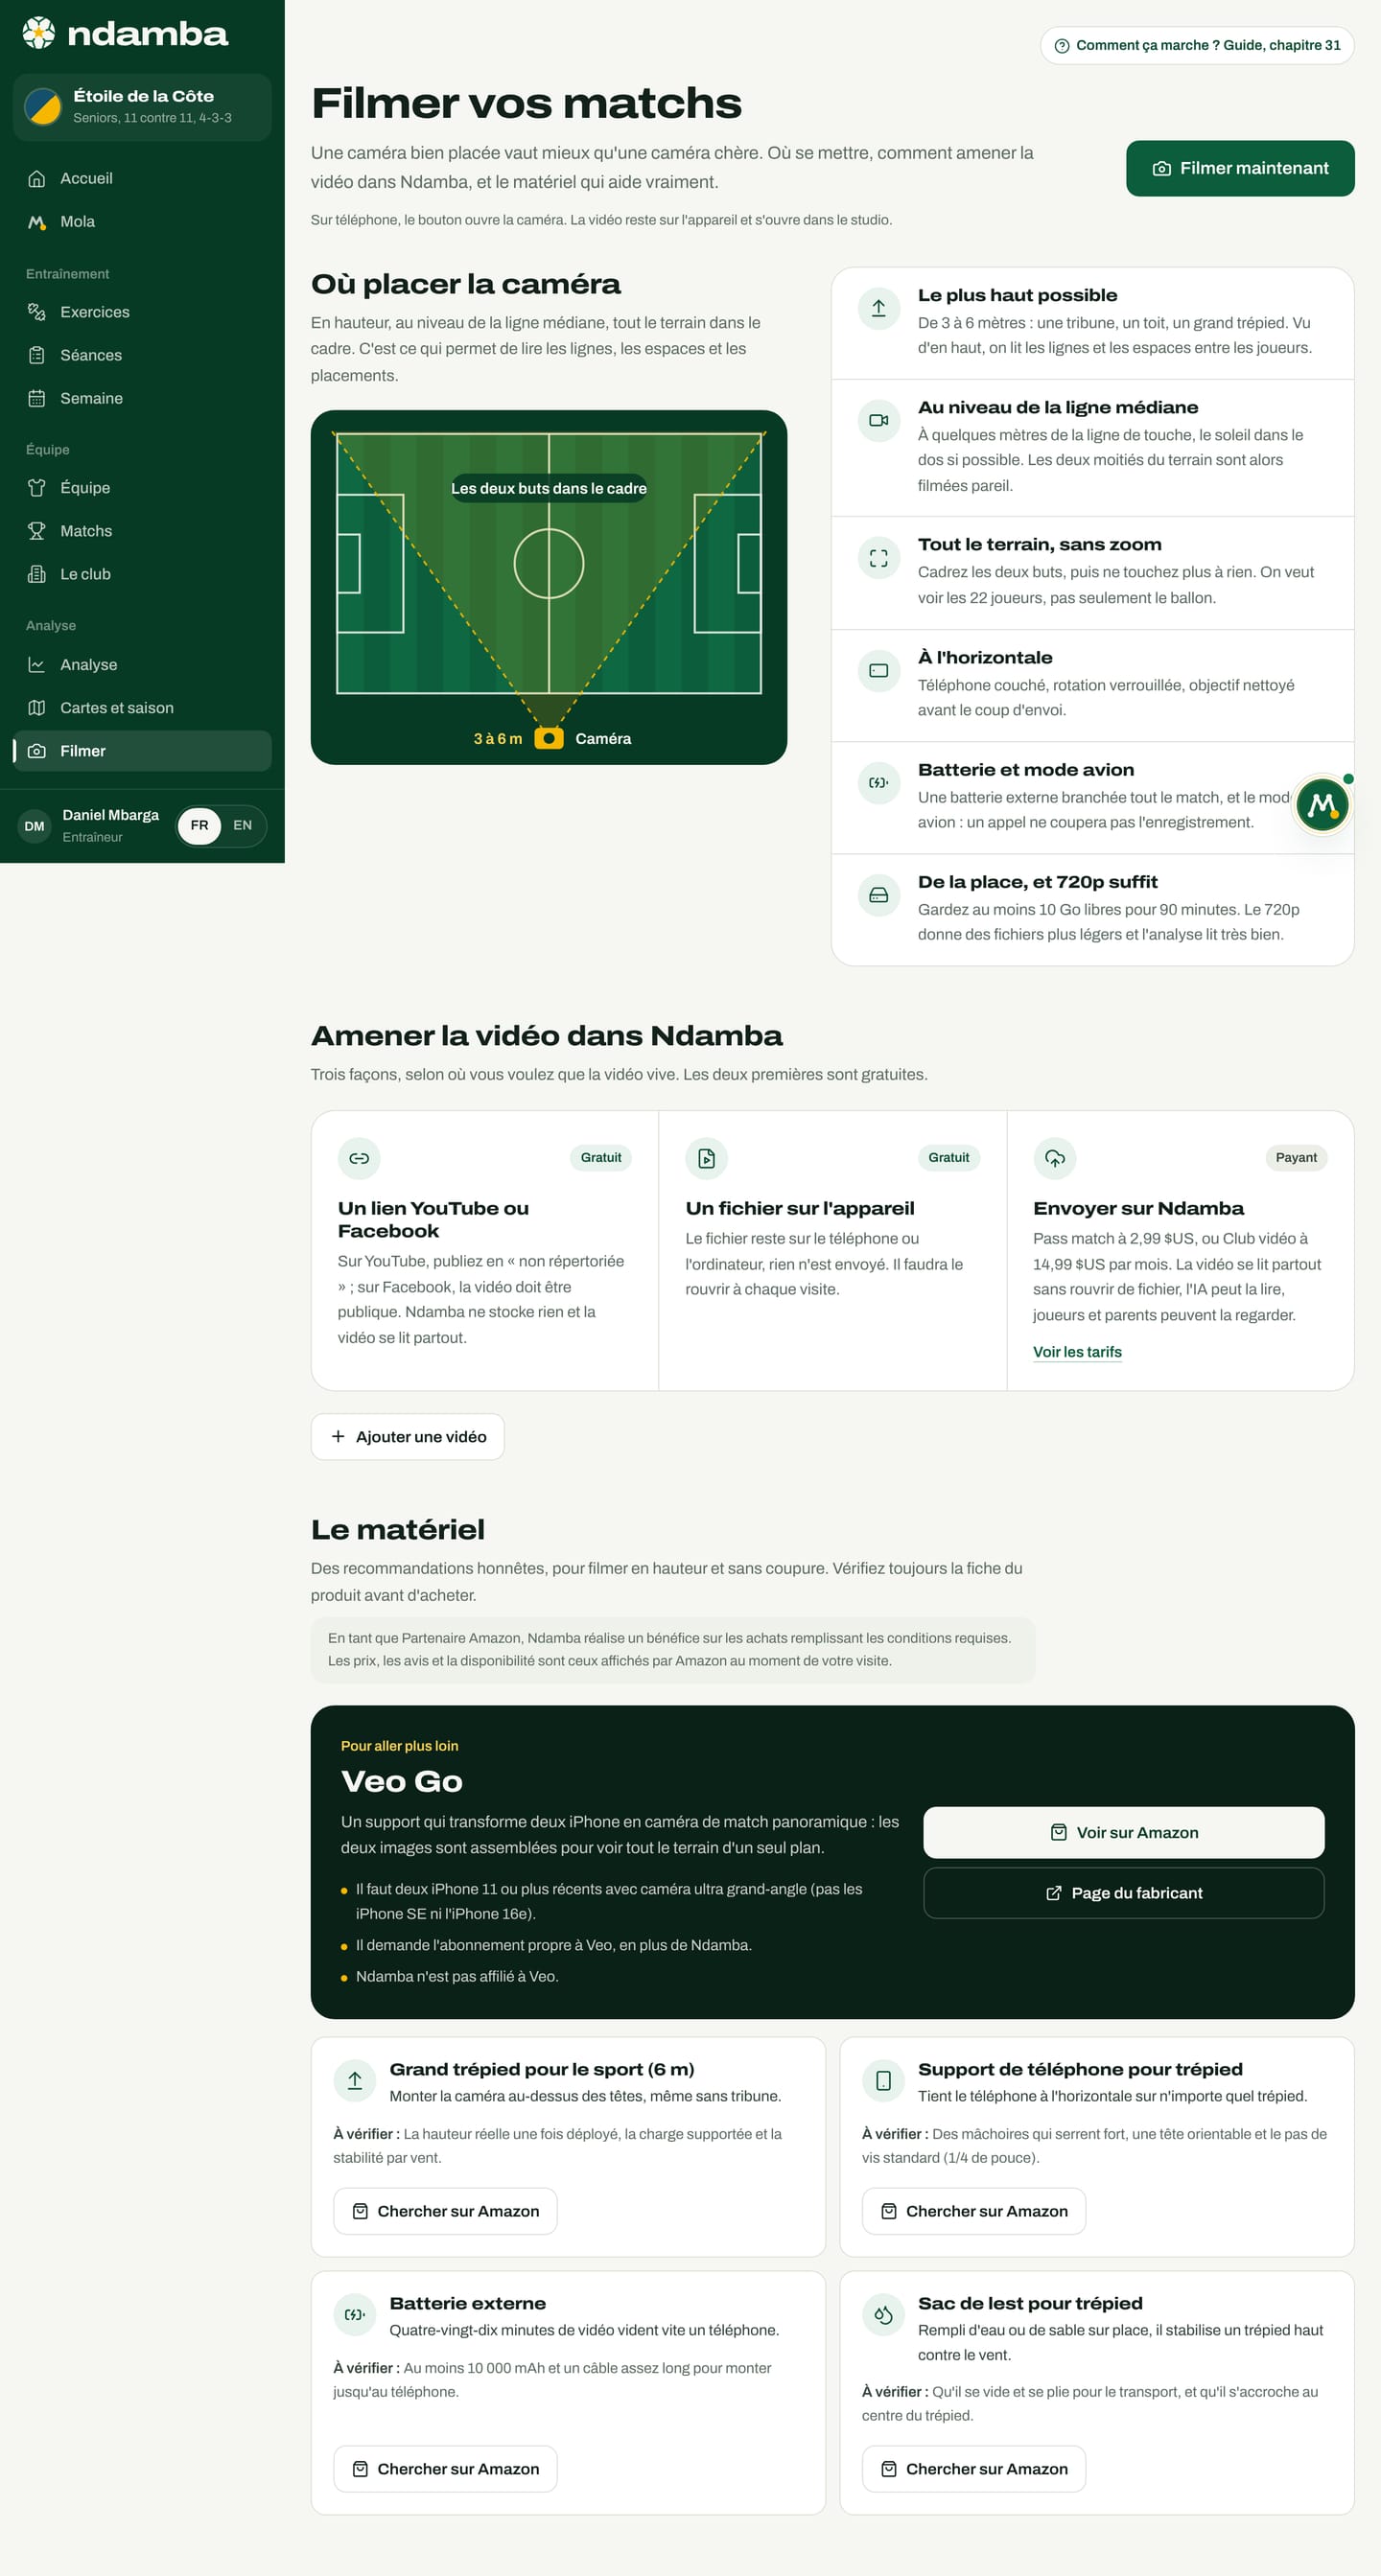 ndamba
Étoile de la Côte
Seniors, 11 contre 11, 4-3-3
Accueil
Mola
Entraînement
Exercices
Séances
Semaine
Équipe
Équipe
Matchs
Le club
Analyse
Analyse
Cartes et saison
Filmer
DM
Daniel Mbarga
Entraîneur
FR
EN
Comment ça marche ? Guide, chapitre 31
Filmer vos matchs
Une caméra bien placée vaut mieux qu'une caméra chère. Où se mettre, comment amener la
vidéo dans Ndamba, et le matériel qui aide vraiment.
Sur téléphone, le bouton ouvre la caméra. La vidéo reste sur l'appareil et s'ouvre dans le studio.
Filmer maintenant
Où placer la caméra
En hauteur, au niveau de la ligne médiane, tout le terrain dans le
cadre. C'est ce qui permet de lire les lignes, les espaces et les
placements.
Les deux buts dans le cadre
3 à 6 m
Caméra
Le plus haut possible
De 3 à 6 mètres : une tribune, un toit, un grand trépied. Vu
d'en haut, on lit les lignes et les espaces entre les joueurs.
Au niveau de la ligne médiane
À quelques mètres de la ligne de touche, le soleil dans le
dos si possible. Les deux moitiés du terrain sont alors
filmées pareil.
Tout le terrain, sans zoom
Cadrez les deux buts, puis ne touchez plus à rien. On veut
voir les 22 joueurs, pas seulement le ballon.
À l'horizontale
Téléphone couché, rotation verrouillée, objectif nettoyé
avant le coup d'envoi.
Batterie et mode avion
Une batterie externe branchée tout le match, et le mod
avion : un appel ne coupera pas l'enregistrement.
De la place, et 720p suffit
Gardez au moins 10 Go libres pour 90 minutes. Le 720p
donne des fichiers plus légers et l'analyse lit très bien.
Amener la vidéo dans Ndamba
Trois façons, selon où vous voulez que la vidéo vive. Les deux premières sont gratuites.
Gratuit
Un lien YouTube ou
Facebook
Sur YouTube, publiez en « non répertoriée
» ; sur Facebook, la vidéo doit être
publique. Ndamba ne stocke rien et la
vidéo se lit partout.
Gratuit
Un fichier sur l'appareil
Le fichier reste sur le téléphone ou
l'ordinateur, rien n'est envoyé. Il faudra le
rouvrir à chaque visite.
Payant
Envoyer sur Ndamba
Pass match à 2,99 $US, ou Club vidéo à
14,99 $US par mois. La vidéo se lit partout
sans rouvrir de fichier, l'IA peut la lire,
joueurs et parents peuvent la regarder.
Voir les tarifs
Ajouter une vidéo
Le matériel
Des recommandations honnêtes, pour filmer en hauteur et sans coupure. Vérifiez toujours la fiche du
produit avant d'acheter.
En tant que Partenaire Amazon, Ndamba réalise un bénéfice sur les achats remplissant les conditions requises.
Les prix, les avis et la disponibilité sont ceux affichés par Amazon au moment de votre visite.
Pour aller plus loin
Veo Go
Un support qui transforme deux iPhone en caméra de match panoramique : les
deux images sont assemblées pour voir tout le terrain d'un seul plan.
Il faut deux iPhone 11 ou plus récents avec caméra ultra grand-angle (pas les
iPhone SE ni l'iPhone 16e).
Il demande l'abonnement propre à Veo, en plus de Ndamba.
Ndamba n'est pas affilié à Veo.
Voir sur Amazon
Page du fabricant
Grand trépied pour le sport (6 m)
Monter la caméra au-dessus des têtes, même sans tribune.
À vérifier : La hauteur réelle une fois déployé, la charge supportée et la
stabilité par vent.
Chercher sur Amazon
Support de téléphone pour trépied
Tient le téléphone à l'horizontale sur n'importe quel trépied.
À vérifier : Des mâchoires qui serrent fort, une tête orientable et le pas de
vis standard (1/4 de pouce).
Chercher sur Amazon
Batterie externe
Quatre-vingt-dix minutes de vidéo vident vite un téléphone.
À vérifier : Au moins 10 000 mAh et un câble assez long pour monter
jusqu'au téléphone.
Chercher sur Amazon
Sac de lest pour trépied
Rempli d'eau ou de sable sur place, il stabilise un trépied haut
contre le vent.
À vérifier : Qu'il se vide et se plie pour le transport, et qu'il s'accroche au
centre du trépied.
Chercher sur Amazon